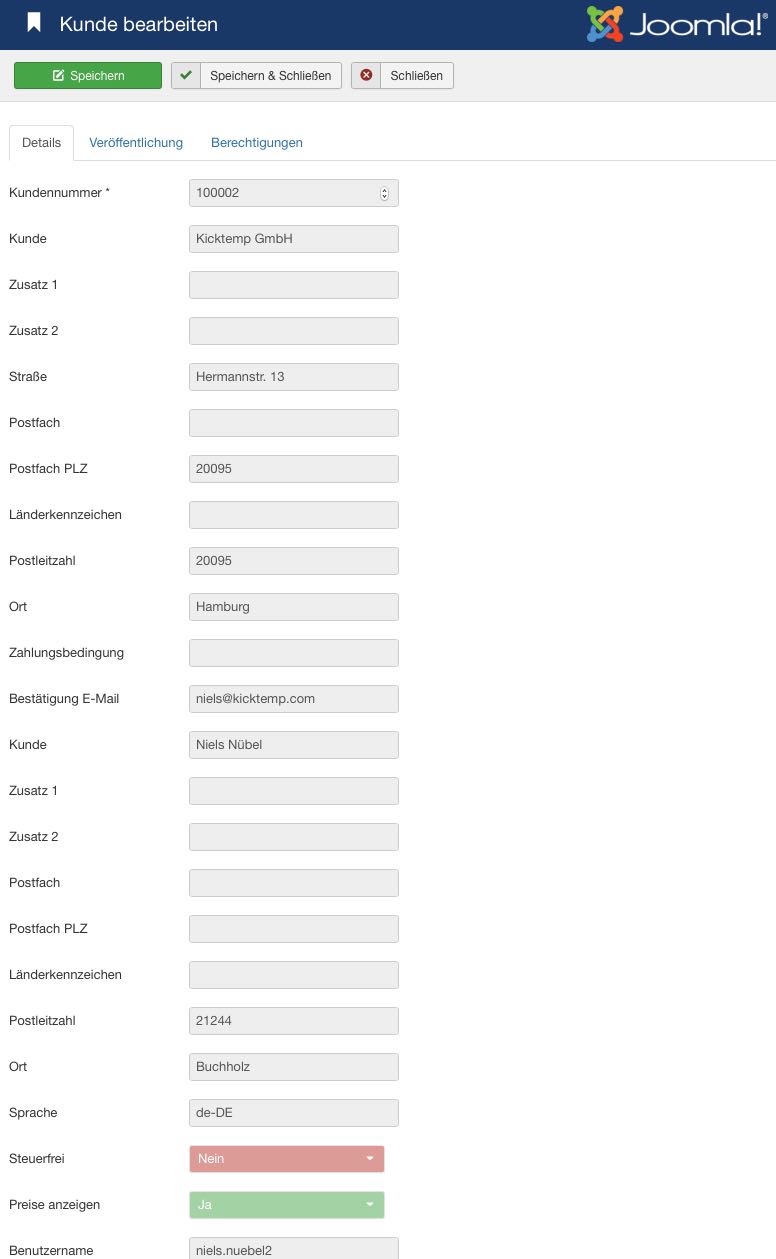 Kunde bearbeiten
Joomla!®
Speichern
Speichern & Schließen
Schließen
Details
Veröffentlichung
Berechtigungen
Kundennummer * 100002
Kunde Kicktemp GmbH
Zusatz 1
Zusatz 2
Straße Hermannstr. 13
Postfach
Postfach PLZ 20095
Länderkennzeichen
Postleitzahl 20095
Ort Hamburg
Zahlungsbedingung
Bestätigung E-Mail niels@kicktemp.com
Kunde Niels Nübel
Zusatz 1
Zusatz 2
Postfach
Postfach PLZ
Länderkennzeichen
Postleitzahl 21244
Ort Buchholz
Sprache de-DE
Steuerfrei Nein
Preise anzeigen Ja
Benutzername niels.nuebel2